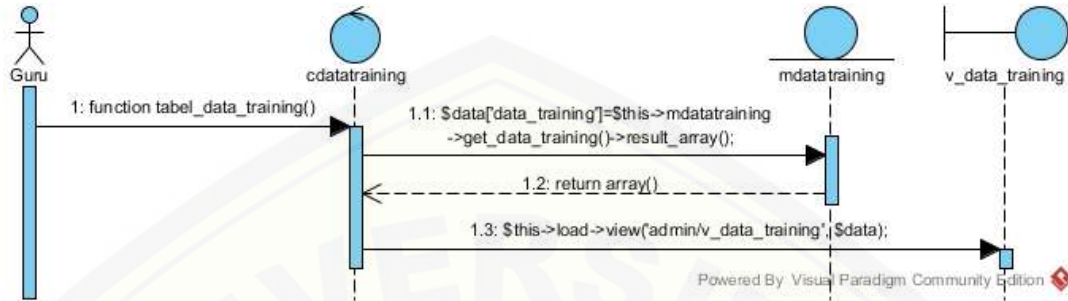 Guru
cdatatraining
mdatatraining
v_data_training
1: function tabel_data_training()
1.1: $data['data_training']=$this->mdatatraining
->get_data_training()->result_array();
1.2: return array()
1.3: $this->load->view('admin/v_data_training', $data);
Powered By Visual Paradigm Community Edition